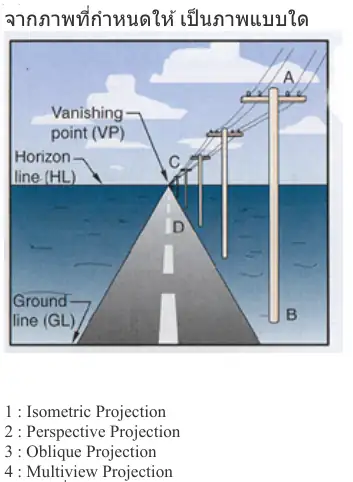 จากภาพที่กำหนดให้ เป็นภาพแบบใด
A
Vanishing
point (VP)
Horizon
line (HL)
C
D
Ground
line (GL)
B
1 : Isometric Projection
2 : Perspective Projection
3 : Oblique Projection
4 : Multiview Projection